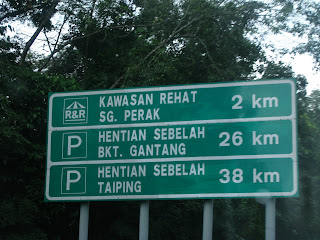 R&R KAWASAN REHAT 2 km
SG. PERAK
P HENTIAN SEBELAH 26 km
BKT. GANTANG
P HENTIAN SEBELAH 38 km
TAIPING